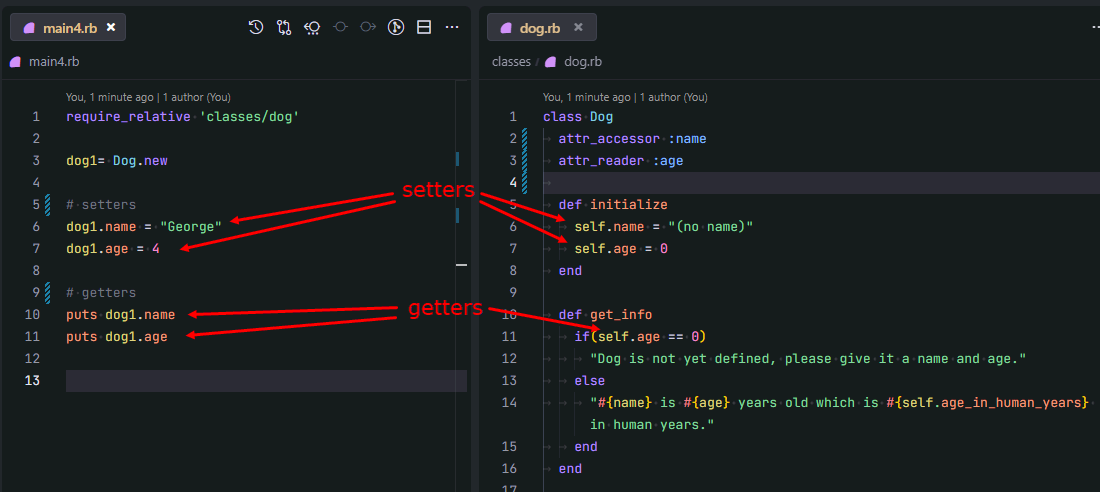 main4.rb
main4.rb
You, 1 minute ago | 1 author (You)
1 require_relative 'classes/dog'
2
3 dog1= Dog.new
4
5 # setters
6 dog1.name = "George"
7 dog1.age = 4
8
9 # getters
10 puts dog1.name
11 puts dog1.age
12
13
setters
getters
dog.rb
classes / dog.rb
You, 1 minute ago | 1 author (You)
1 class Dog
2 attr_accessor :name
3 attr_reader :age
4
5 def initialize
6 self.name = "(no name)"
7 self.age = 0
8 end
9
10 def get_info
11 if(self.age == 0)
12 "Dog is not yet defined, please give it a name and age."
13 else
14 "#{name} is #{age} years old which is #{self.age_in_human_years}
in human years."
15 end
16 end
17